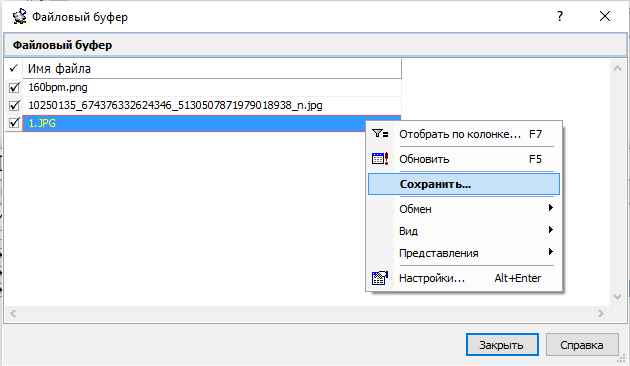 Файловый буфер
Файловый буфер
Имя файла
160bpm.png
10250135_674376332624346_5130507871979018938_n.jpg
1.JPG
Отобрать по колонке... F7
Обновить F5
Сохранить...
Обмен
Вид
Представления
Настройки... Alt+Enter
Закрыть Справка